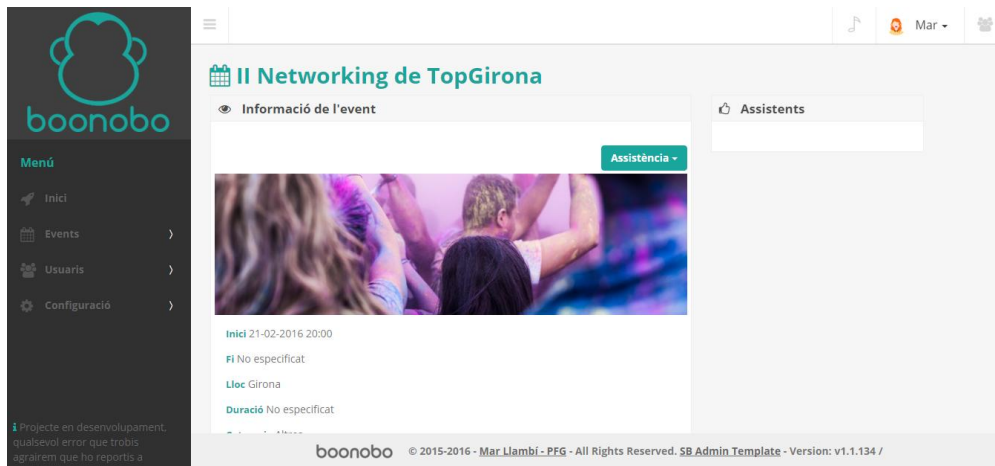 boonobo
Menú
Inici
Events
Usuaris
Configuració
Projecte en desenvolupament,
qualsevol error que trobis
agrairem que ho reportis a
Mar
II Networking de TopGirona
Informació de l'event
Assistència
Inici 21-02-2016 20:00
Fi No especificat
Lloc Girona
Duració No especificat
Assistents
boonobo © 2015-2016 - Mar Llambí - PFG - All Rights Reserved. SB Admin Template - Version: v1.1.134 /